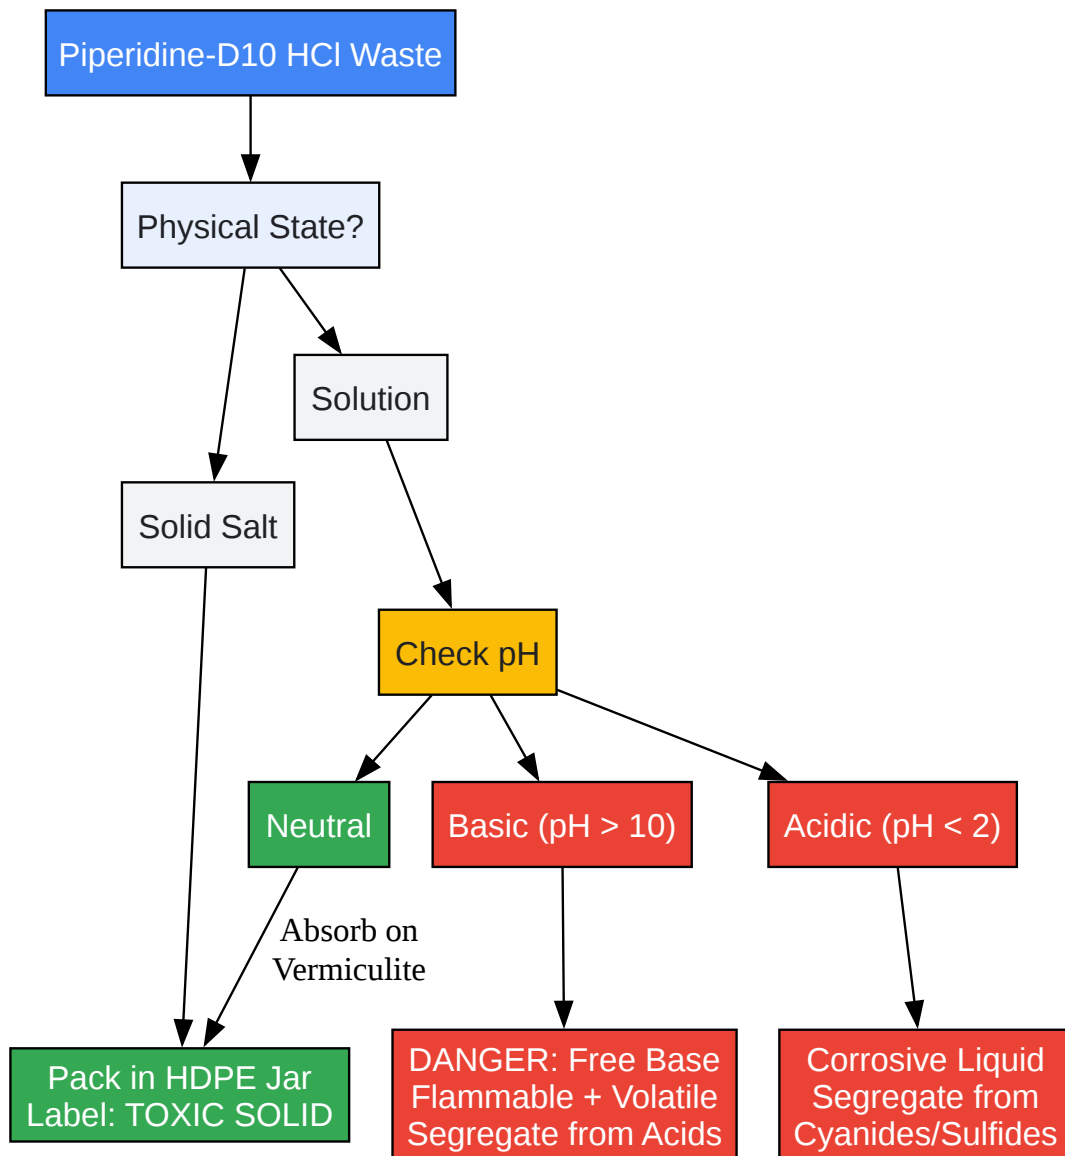 Piperidine-D10 HCl Waste
Physical State?
Solution
Solid Salt
Check pH
Neutral
Basic (pH > 10)
Acidic (pH < 2)
Absorb on
Vermiculite
Pack in HDPE Jar
Label: TOXIC SOLID
DANGER: Free Base
Flammable + Volatile
Segregate from Acids
Corrosive Liquid
Segregate from
Cyanides/Sulfides